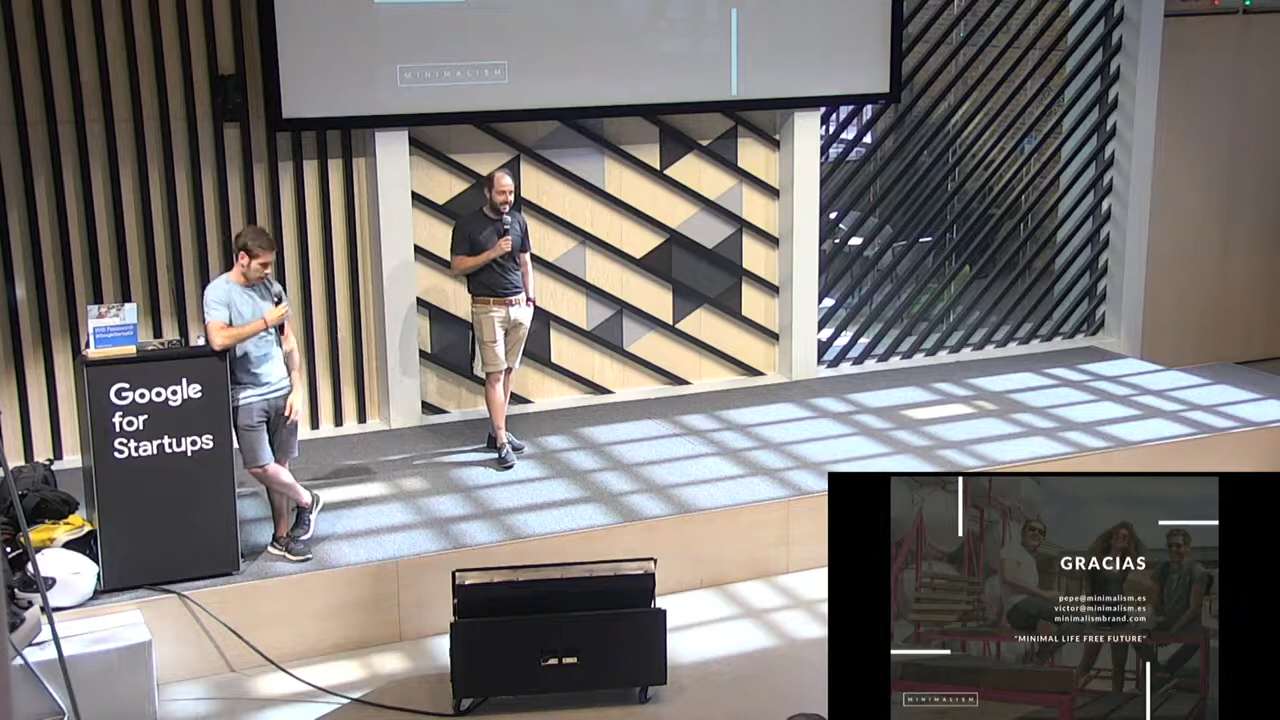 MINIMALISM
Google
for
Startups
GRACIAS
pepe@minimalism.es
victor@minimalism.es
minimalismbrand.com
"MINIMAL LIFE FREE FUTURE"
MINIMALISM